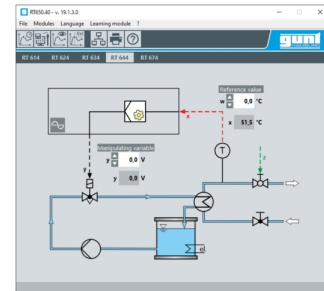 RT650.40 - v. 19.1.3.0
File Modules Language Learning module ?
gunt
RT 614 RT 624 RT 634 RT 644 RT 674
Reference value
w 0,0 °C
x 51,5 °C
x
Manipulating variable
y 0,0 V
y 0,0 V
y
T
z